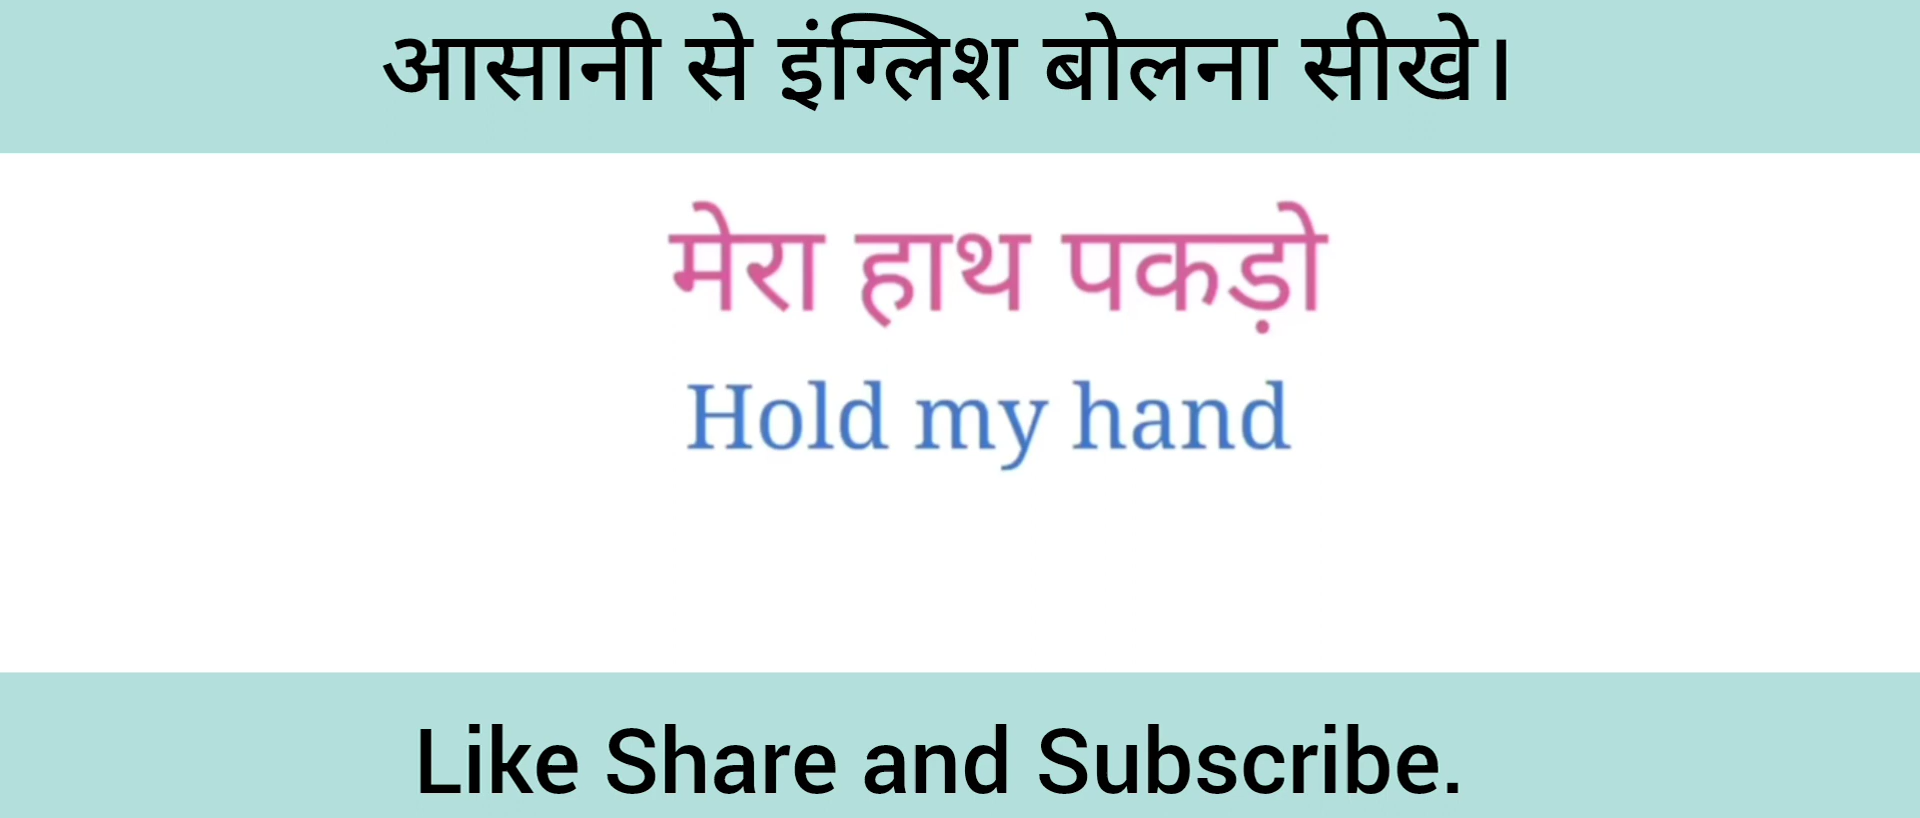 आसानी से इंग्लिश बोलना सीखे।
मेरा हाथ पकड़ो
Hold my hand
Like Share and Subscribe.